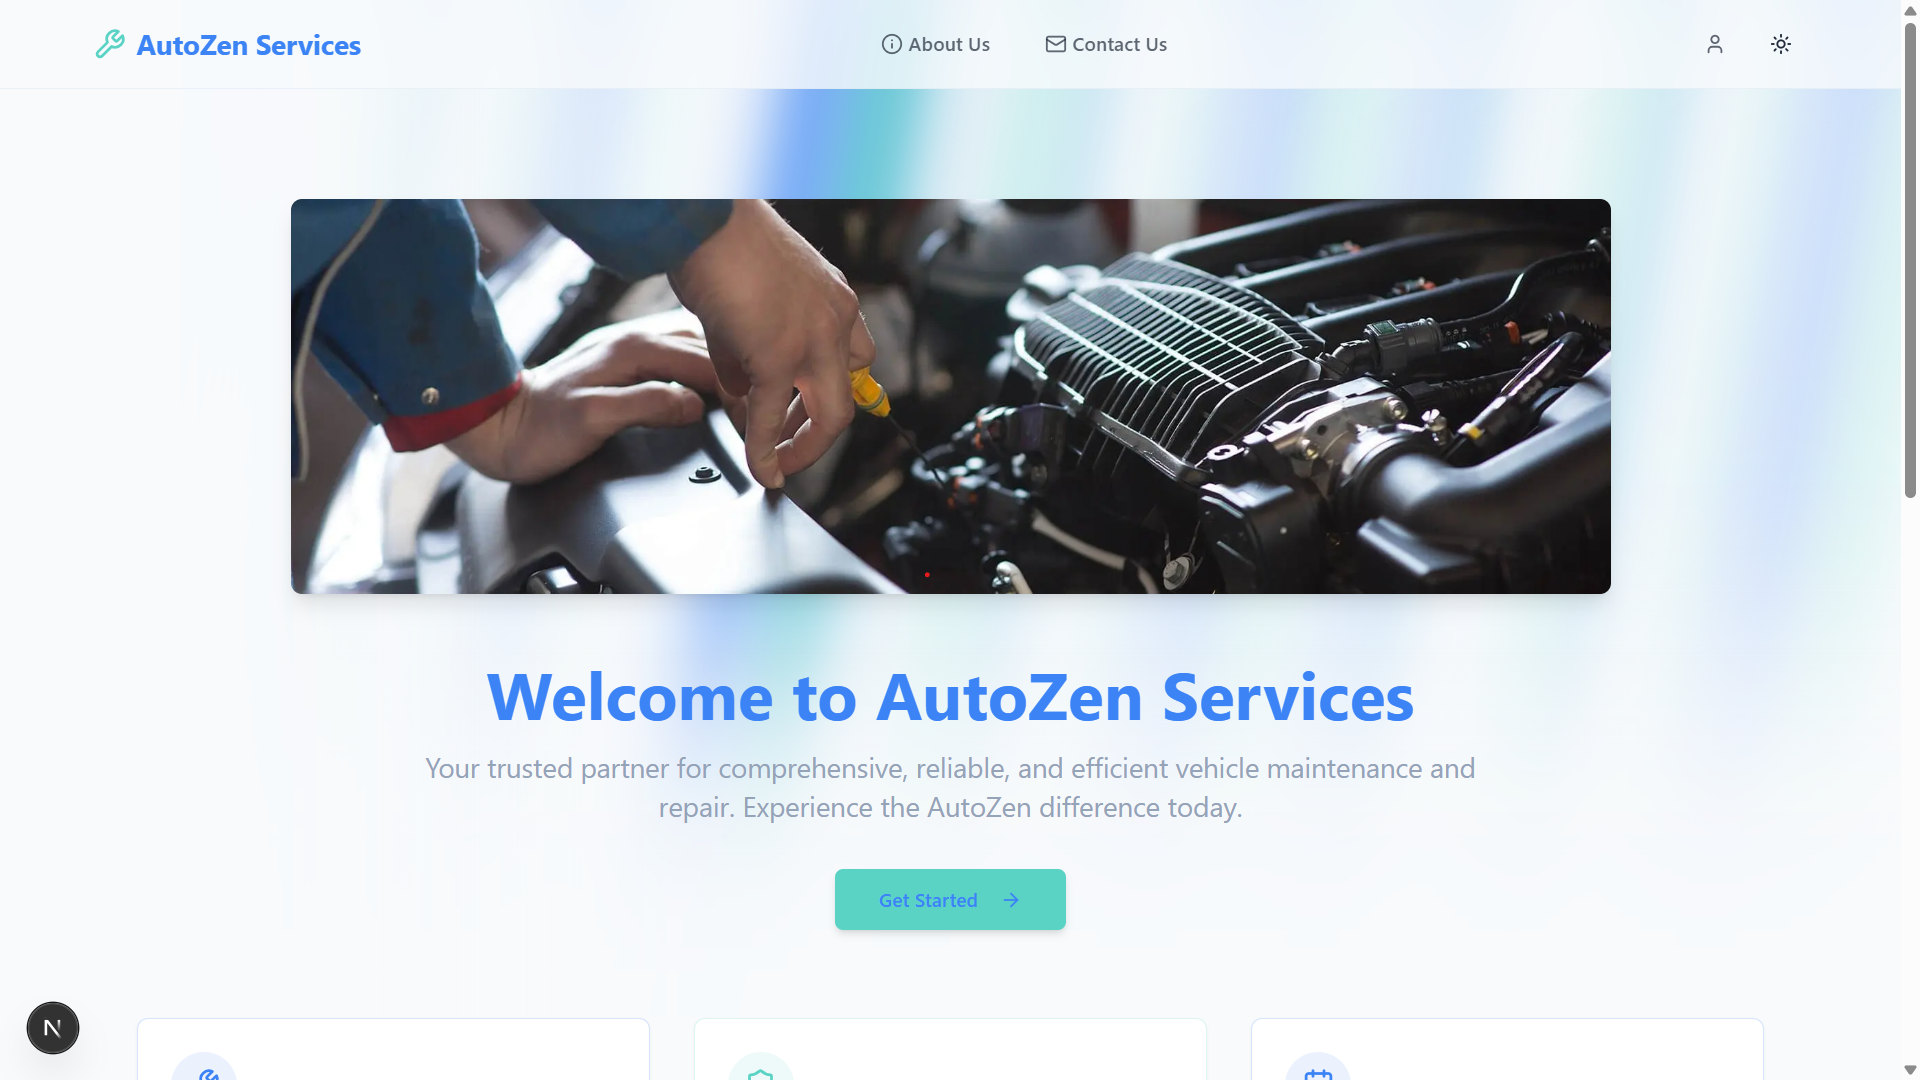 AutoZen Services
About Us
Contact Us
Welcome to AutoZen Services
Your trusted partner for comprehensive, reliable, and efficient vehicle maintenance and
repair. Experience the AutoZen difference today.
Get Started
N